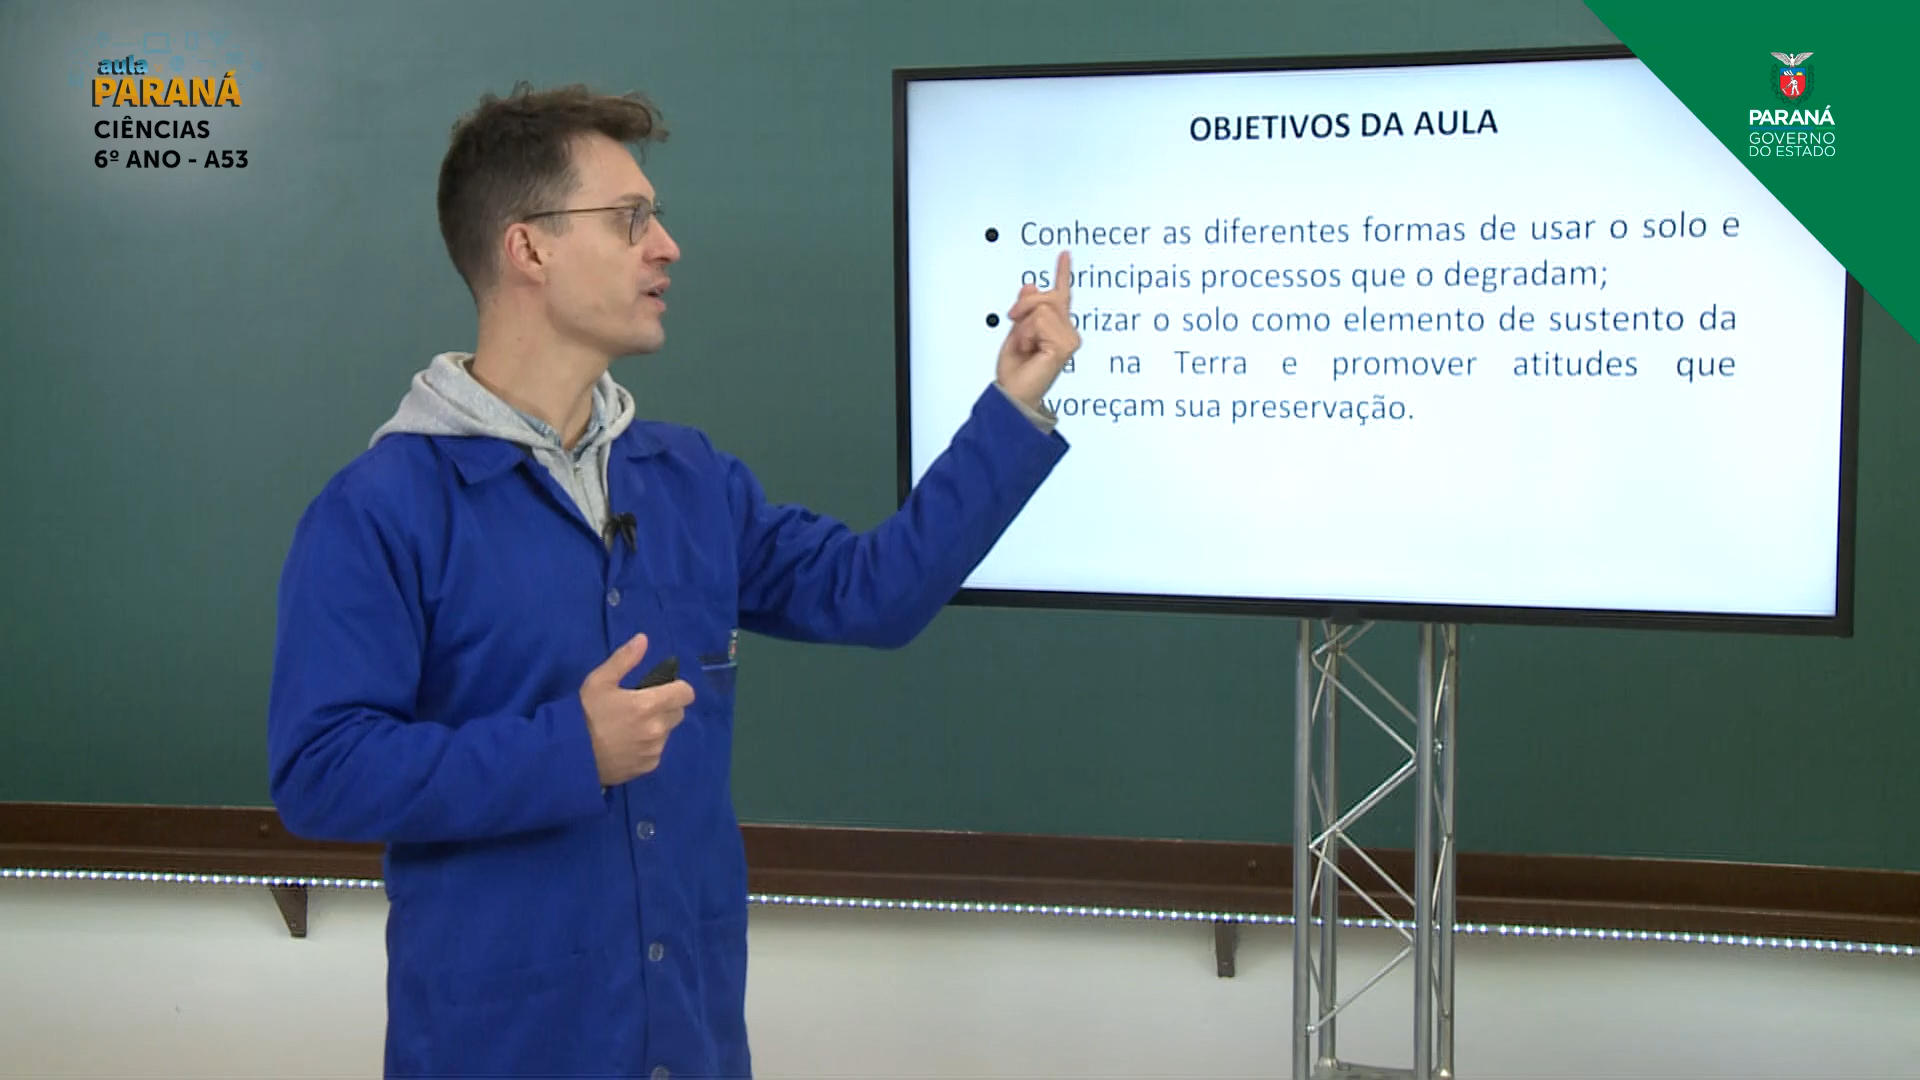 aula
PARANÁ
CIÊNCIAS
6º ANO - A53
PARANÁ
GOVERNO
DO ESTADO
OBJETIVOS DA AULA
• Conhecer as diferentes formas de usar o solo e
os principais processos que o degradam;
• orizar o solo como elemento de sustento da
na Terra e promover atitudes que
voreçam sua preservação.